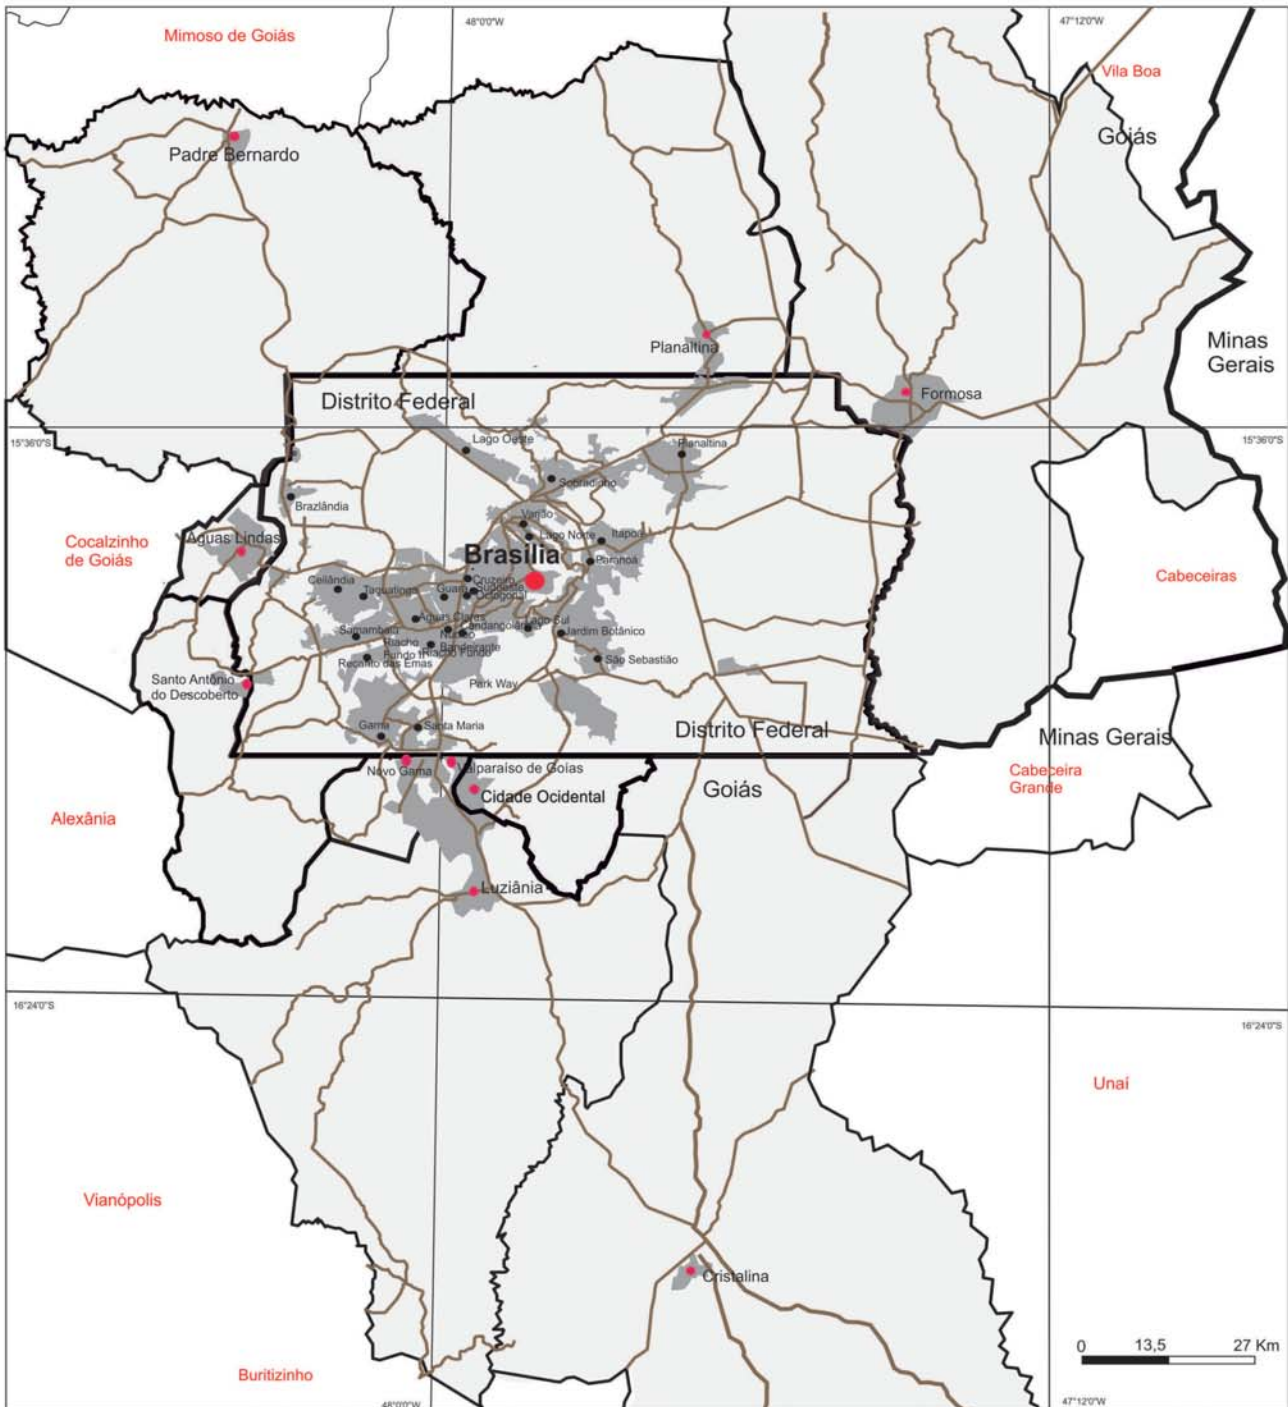 48°0'0"W
47°12'0"W
Mimoso de Goiás
Vila Boa
Goiás
Padre Bernardo
Minas
Gerais
Planaltina
Formosa
Distrito Federal
15°36'0"S
15°36'0"S
Lago Oeste
Planaltina
Sobradinho
Brazlândia
Varjão
Lago Norte
Itapoã
Cocalzinho
de Goiás
Águas Lindas
Brasília
Paranoá
Cabeceiras
Ceilândia
Taguatinga
Guará
Cruzeiro
Sudoeste
Octogonal
Águas Claras
Candangolândia
Lago Sul
Jardim Botânico
Samambaia
Núcleo
Bandeirante
Riacho
Fundo II
Riacho Fundo
Recanto das Emas
São Sebastião
Santo Antônio
do Descoberto
Park Way
Gama
Santa Maria
Distrito Federal
Minas Gerais
Novo Gama
Valparaíso de Goías
Cabeceira
Grande
Cidade Ocidental
Goiás
Alexânia
Luziânia
16°24'0"S
16°24'0"S
Unaí
Vianópolis
Cristalina
0 13,5 27 Km
Buritizinho
48°0'0"W
47°12'0"W